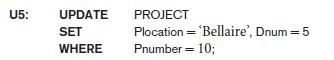 U5: UPDATE PROJECT
SET Plocation = ‘Bellaire’, Dnum = 5
WHERE Pnumber = 10;